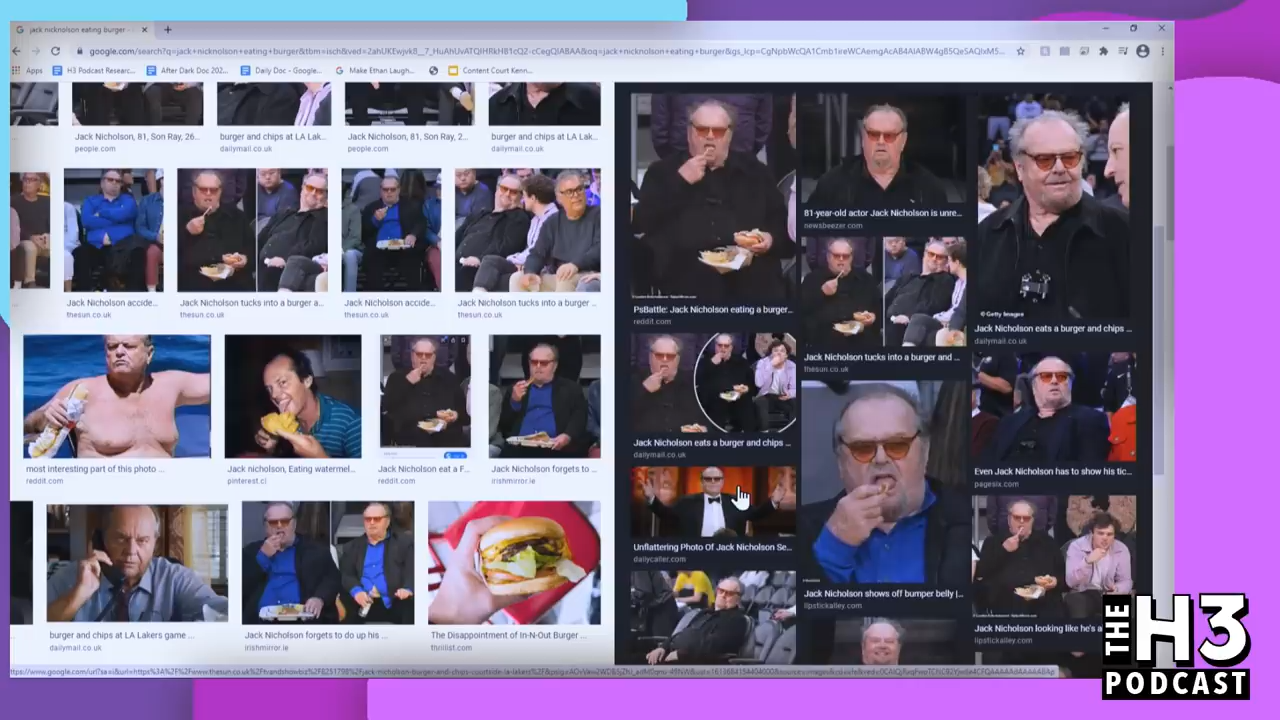 jack nicknolson eating burger
google.com/search?q=jack+nicknolson+eating+burger
Apps
H3 Podcast Researc...
After Dark Doc 202...
Daily Doc - Google...
Make Ethan Laugh...
Content Court Kenn...
Jack Nicholson, 81, Son Ray, 26...
people.com
burger and chips at LA Lak...
dailymail.co.uk
Jack Nicholson, 81, Son Ray, 2...
people.com
burger and chips at LA Lak...
dailymail.co.uk
Jack Nicholson accide...
thesun.co.uk
Jack Nicholson tucks into a burger a...
thesun.co.uk
Jack Nicholson accide...
thesun.co.uk
Jack Nicholson tucks into a burger ...
thesun.co.uk
most interesting part of this photo ...
reddit.com
Jack nicholson, Eating watermel...
pinterest.cl
Jack Nicholson eat a F...
reddit.com
Jack Nicholson forgets to ...
irishmirror.ie
burger and chips at LA Lakers game ...
dailymail.co.uk
Jack Nicholson forgets to do up his ...
irishmirror.ie
The Disappointment of In-N-Out Burger ...
thrillist.com
PsBattle: Jack Nicholson eating a burger...
reddit.com
Jack Nicholson eats a burger and chips ...
dailymail.co.uk
Unflattering Photo Of Jack Nicholson Se...
dailycaller.com
81-year-old actor Jack Nicholson is unre...
newsbeezer.com
Jack Nicholson tucks into a burger and ...
thesun.co.uk
Jack Nicholson shows off bumper belly |...
lipstickalley.com
© Getty Images
Jack Nicholson eats a burger and chips ...
dailymail.co.uk
Even Jack Nicholson has to show his tic...
pagesix.com
Jack Nicholson looking like he's a
lipstickalley.com
THE H3 PODCAST